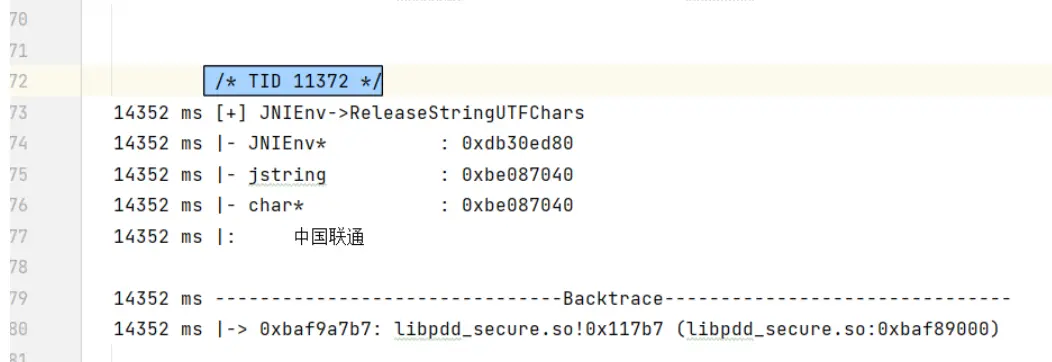 70
71
72 /* TID 11372 */
73 14352 ms [+] JNIEnv->ReleaseStringUTFChars
74 14352 ms |- JNIEnv* : 0xdb30ed80
75 14352 ms |- jstring : 0xbe087040
76 14352 ms |- char* : 0xbe087040
77 14352 ms |: 中国联通
78
79 14352 ms -------------------------------Backtrace-------------------------------
80 14352 ms |-> 0xbaf9a7b7: libpdd_secure.so!0x117b7 (libpdd_secure.so:0xbaf89000)
81